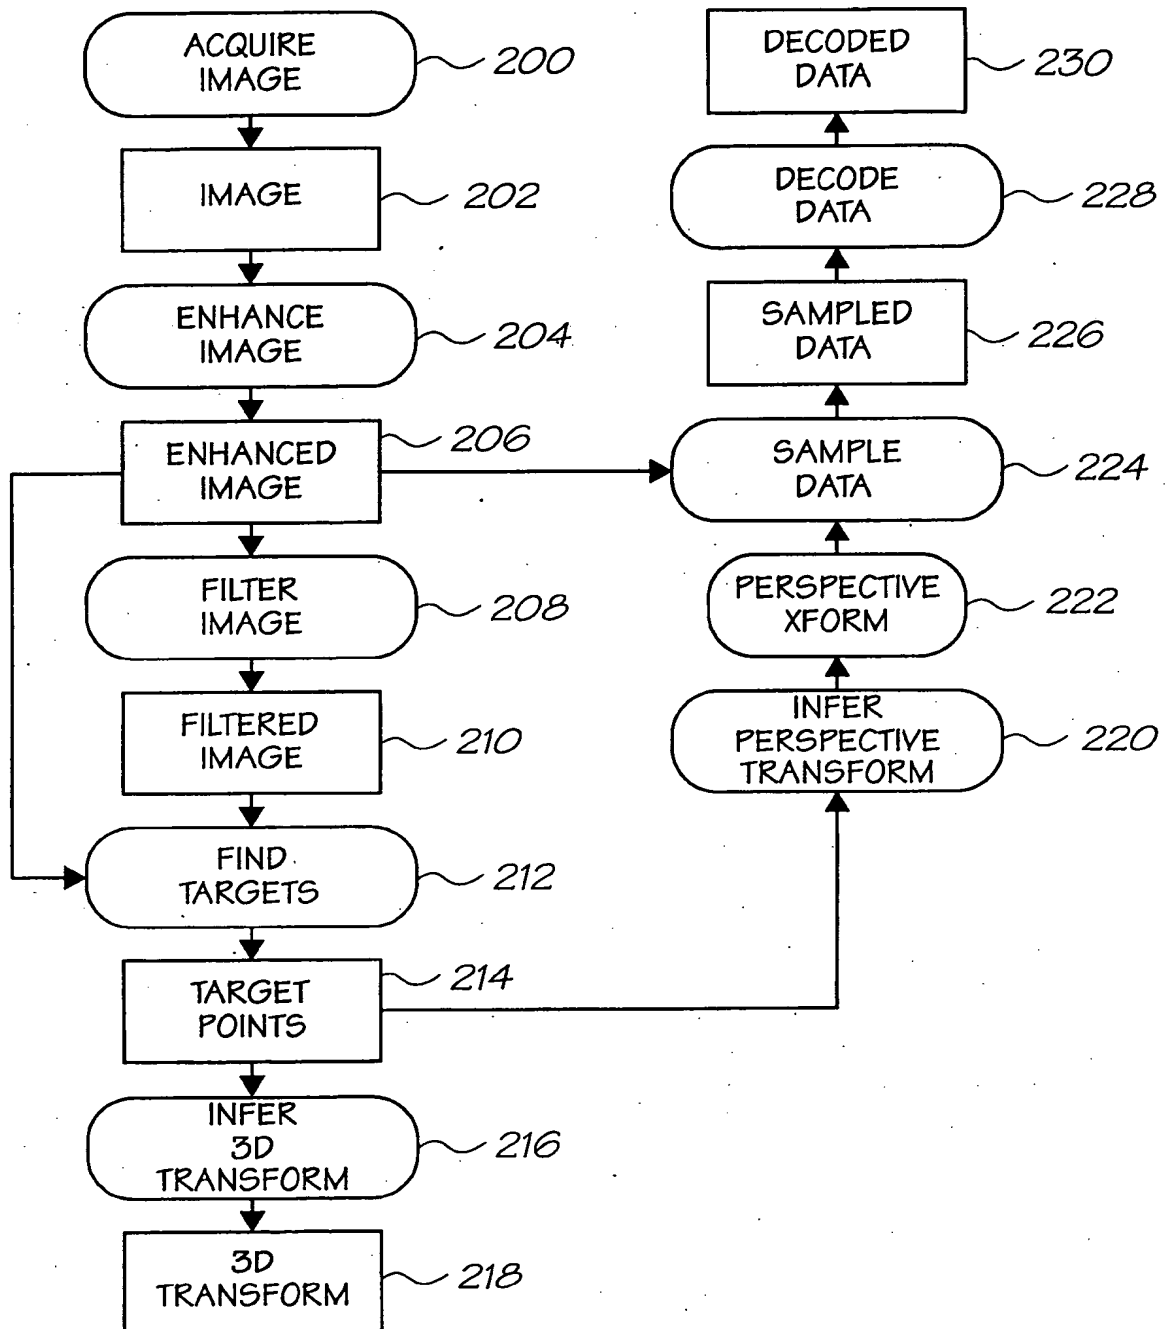 ACQUIRE
IMAGE
200
IMAGE
202
ENHANCE
IMAGE
204
ENHANCED
IMAGE
206
FILTER
IMAGE
208
FILTERED
IMAGE
210
FIND
TARGETS
212
TARGET
POINTS
214
INFER
3D
TRANSFORM
216
3D
TRANSFORM
218
DECODED
DATA
230
DECODE
DATA
228
SAMPLED
DATA
226
SAMPLE
DATA
224
PERSPECTIVE
XFORM
222
INFER
PERSPECTIVE
TRANSFORM
220